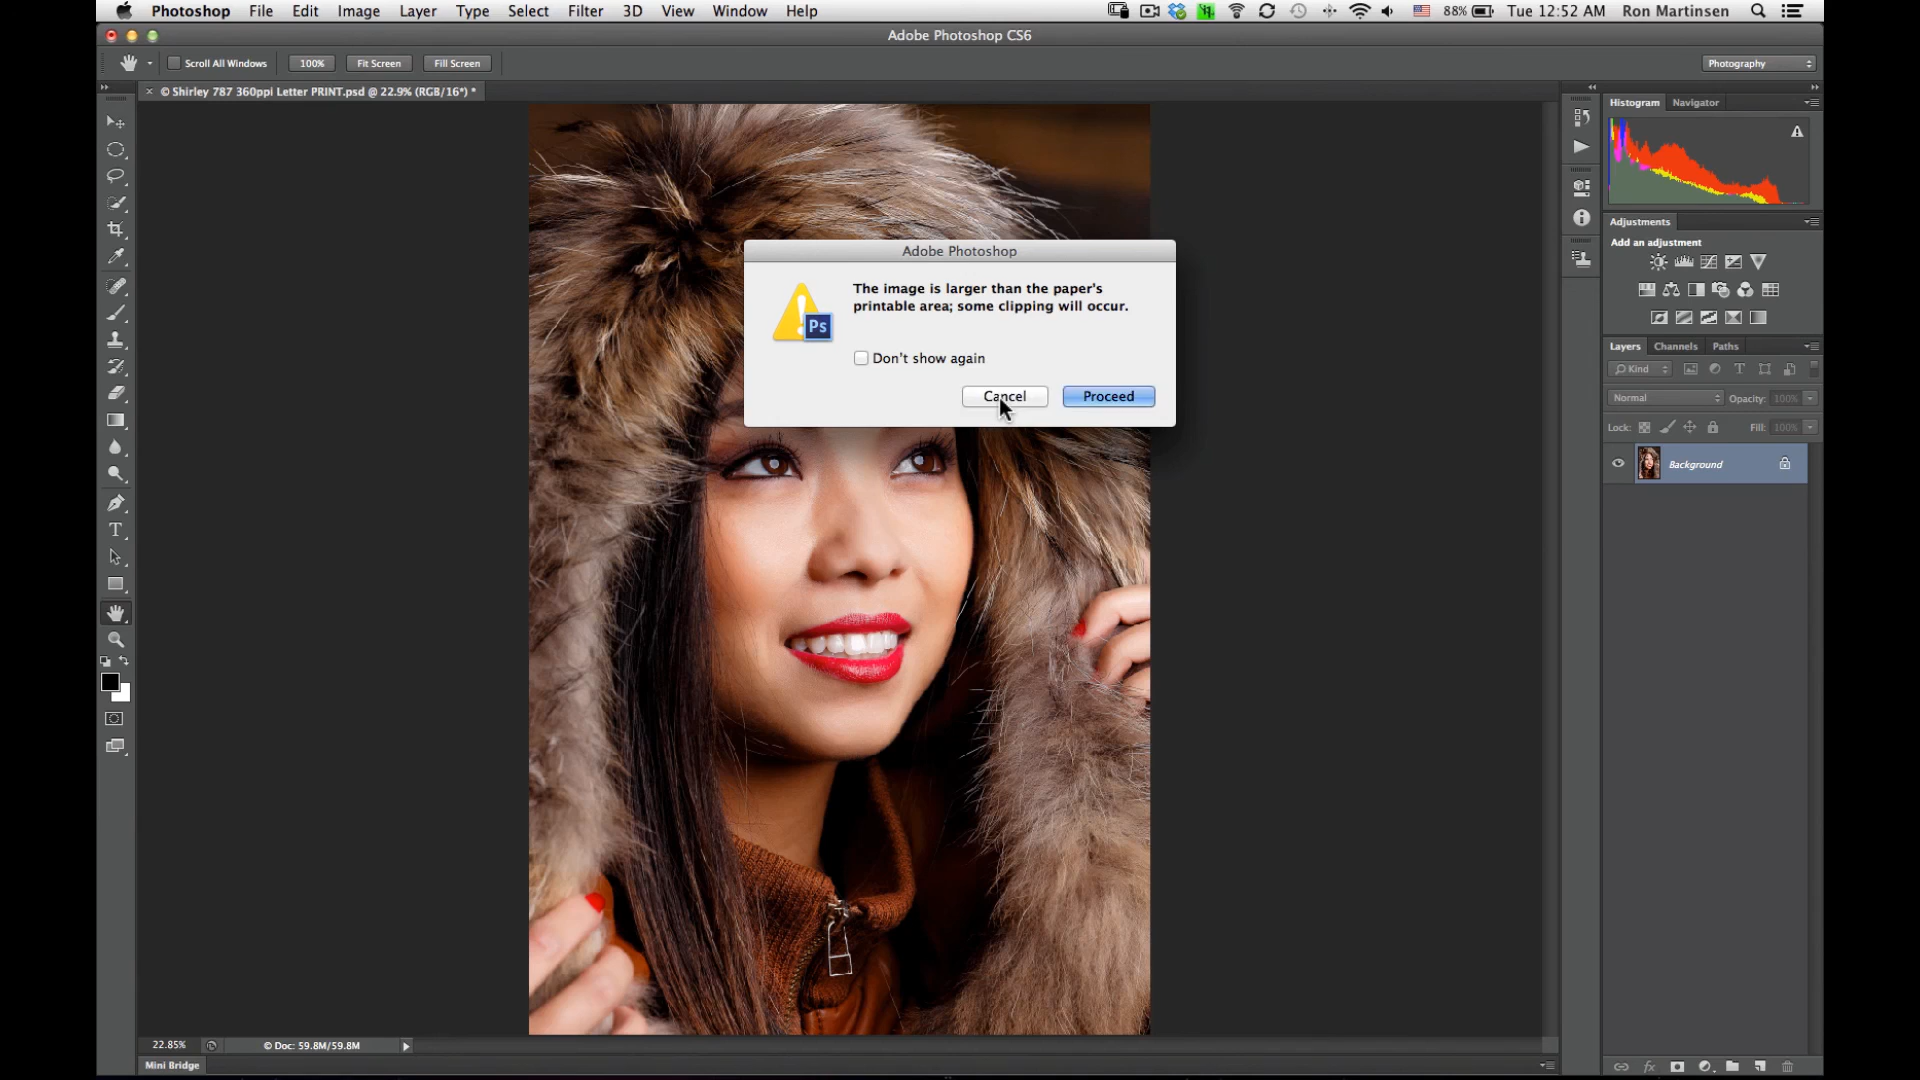 Photoshop File Edit Image Layer Type Select Filter 3D View Window Help 88% Tue 12:52 AM Ron Martinsen
Adobe Photoshop CS6
Scroll All Windows 100% Fit Screen Fill Screen Photography
© Shirley 787 360ppi Letter PRINT.psd @ 22.9% (RGB/16*) *
Histogram Navigator
Adobe Photoshop
The image is larger than the paper's
printable area; some clipping will occur.
Ps
Don't show again
Cancel Proceed
Adjustments
Add an adjustment
Layers Channels Paths
Kind
Normal Opacity: 100%
Lock: Fill: 100%
Background
22.85% © Doc: 59.8M/59.8M
Mini Bridge